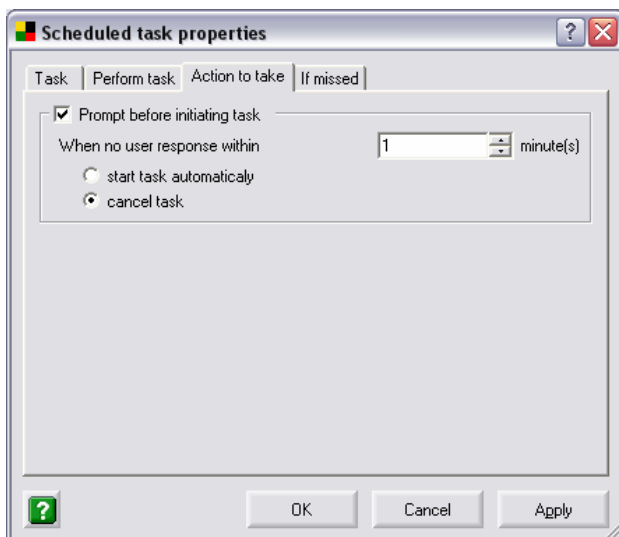 Scheduled task properties
Task Perform task Action to take If missed
Prompt before initiating task
When no user response within 1 minute(s)
start task automaticaly
cancel task
? OK Cancel Apply